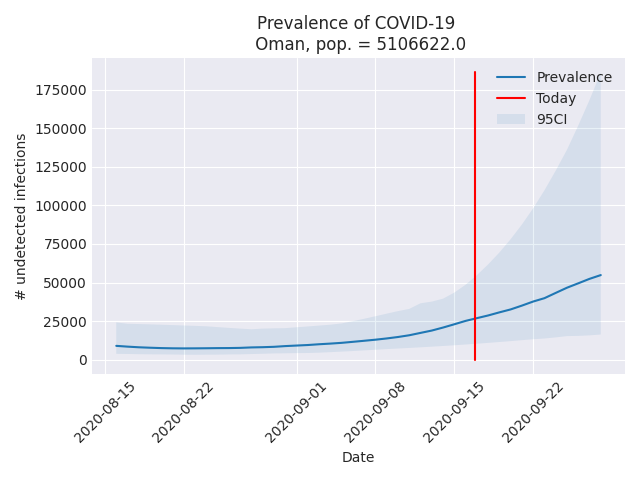 Prevalence of COVID-19
Oman, pop. = 5106622.0
Prevalence
Today
95CI
175000
150000
125000
100000
75000
50000
25000
0
# undetected infections
2020-08-15
2020-08-22
2020-09-01
2020-09-08
2020-09-15
2020-09-22
Date